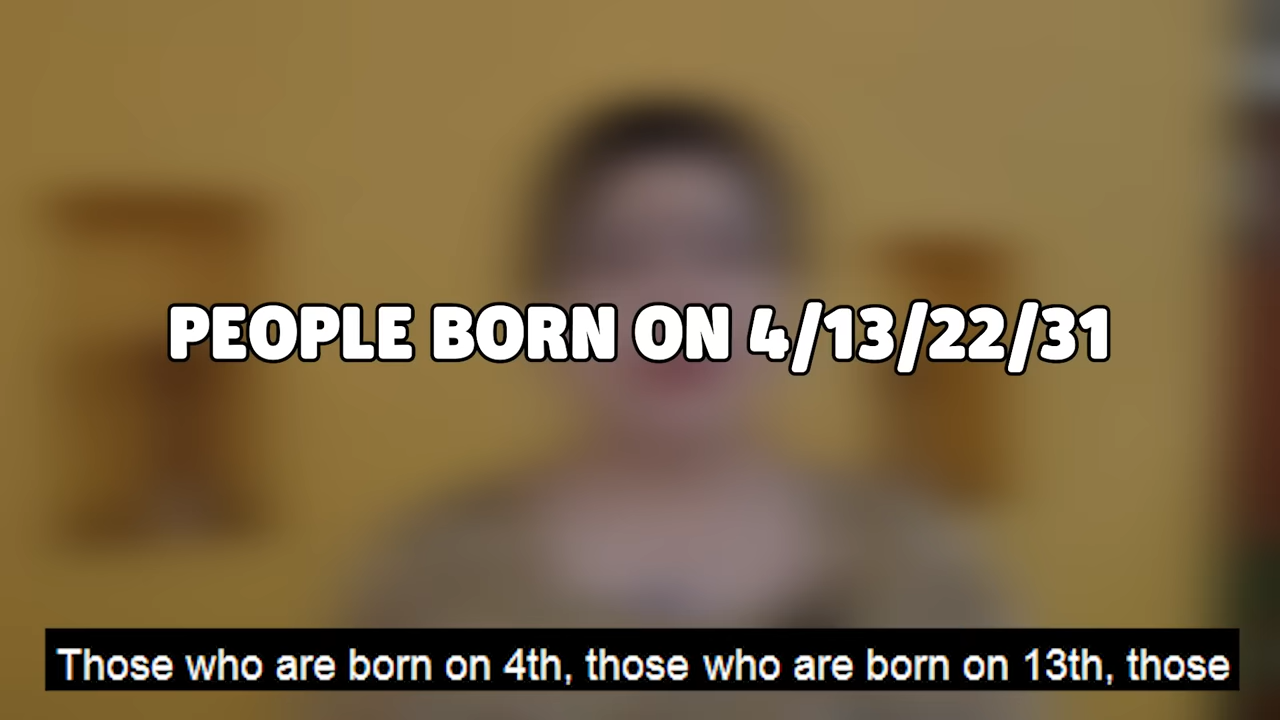 PEOPLE BORN ON 4/13/22/31
Those who are born on 4th, those who are born on 13th, those